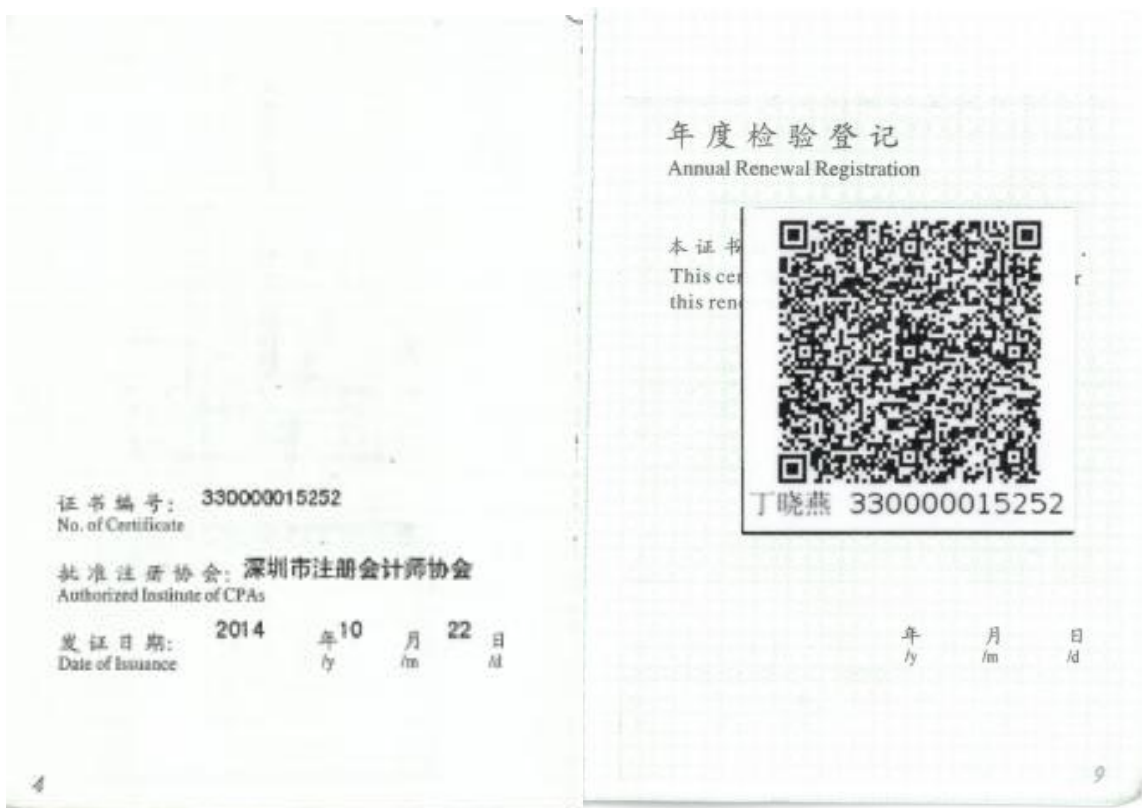 证书编号: 330000015252
No. of Certificate
批准注册协会: 深圳市注册会计师协会
Authorized Institute of CPAs
发证日期: 2014 年 10 月 22 日
Date of Issuance /y /m /d
4
年度检验登记
Annual Renewal Registration
本证书
This cer r
this ren
丁晓燕 330000015252
年 月 日
/y /m /d
9